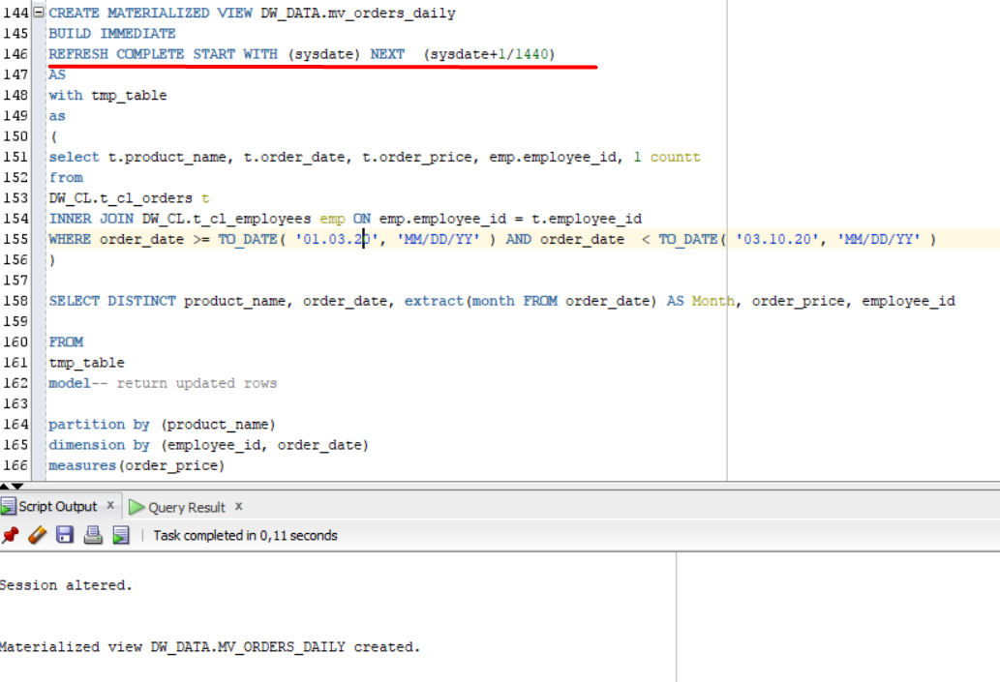 144 CREATE MATERIALIZED VIEW DW_DATA.mv_orders_daily
145 BUILD IMMEDIATE
146 REFRESH COMPLETE START WITH (sysdate) NEXT  (sysdate+1/1440)
147 AS
148 with tmp_table
149 as
150 (
151 select t.product_name, t.order_date, t.order_price, emp.employee_id, 1 countt
152 from
153 DW_CL.t_cl_orders t
154 INNER JOIN DW_CL.t_cl_employees emp ON emp.employee_id = t.employee_id
155 WHERE order_date >= TO_DATE( '01.03.20', 'MM/DD/YY' ) AND order_date  < TO_DATE( '03.10.20', 'MM/DD/YY' )
156 )
157
158 SELECT DISTINCT product_name, order_date, extract(month FROM order_date) AS Month, order_price, employee_id
159
160 FROM
161 tmp_table
162 model-- return updated rows
163
164 partition by (product_name)
165 dimension by (employee_id, order_date)
166 measures(order_price)
Script Output x Query Result x
Task completed in 0,11 seconds
Session altered.
Materialized view DW_DATA.MV_ORDERS_DAILY created.